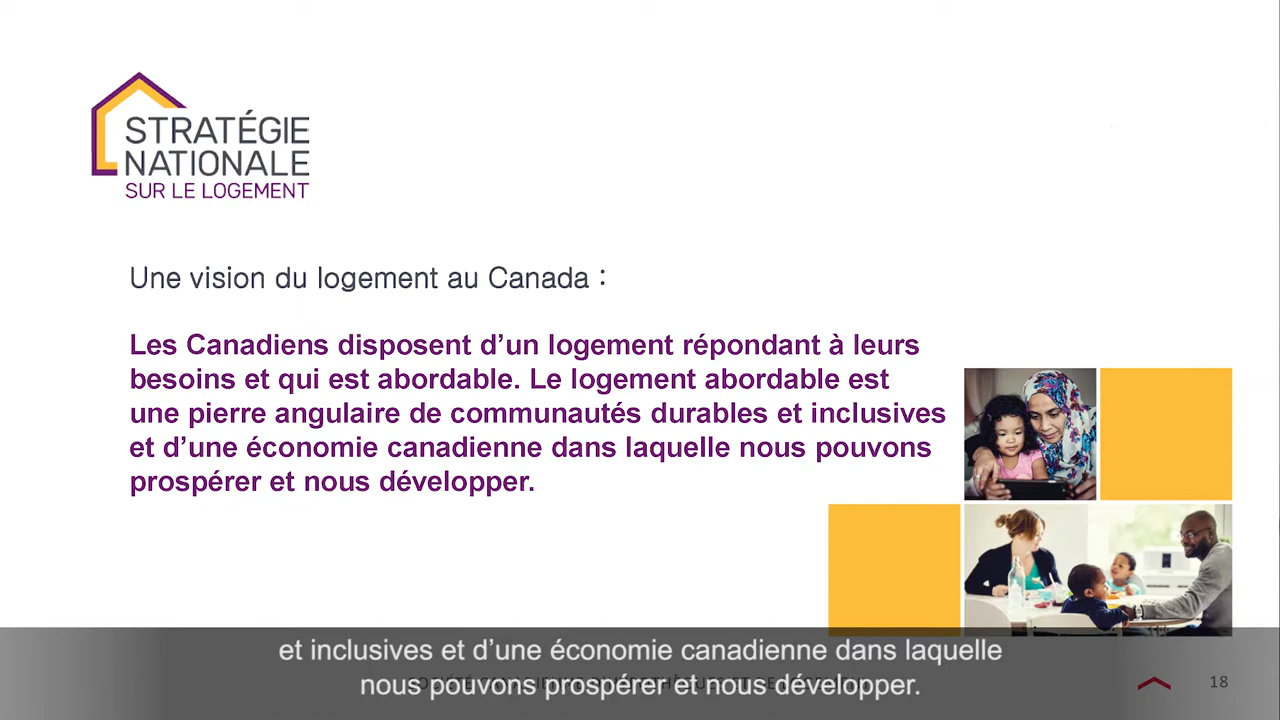 STRATÉGIE
NATIONALE
SUR LE LOGEMENT
Une vision du logement au Canada :
Les Canadiens disposent d’un logement répondant à leurs
besoins et qui est abordable. Le logement abordable est
une pierre angulaire de communautés durables et inclusives
et d’une économie canadienne dans laquelle nous pouvons
prospérer et nous développer.
et inclusives et d’une économie canadienne dans laquelle
nous pouvons prospérer et nous développer.
18